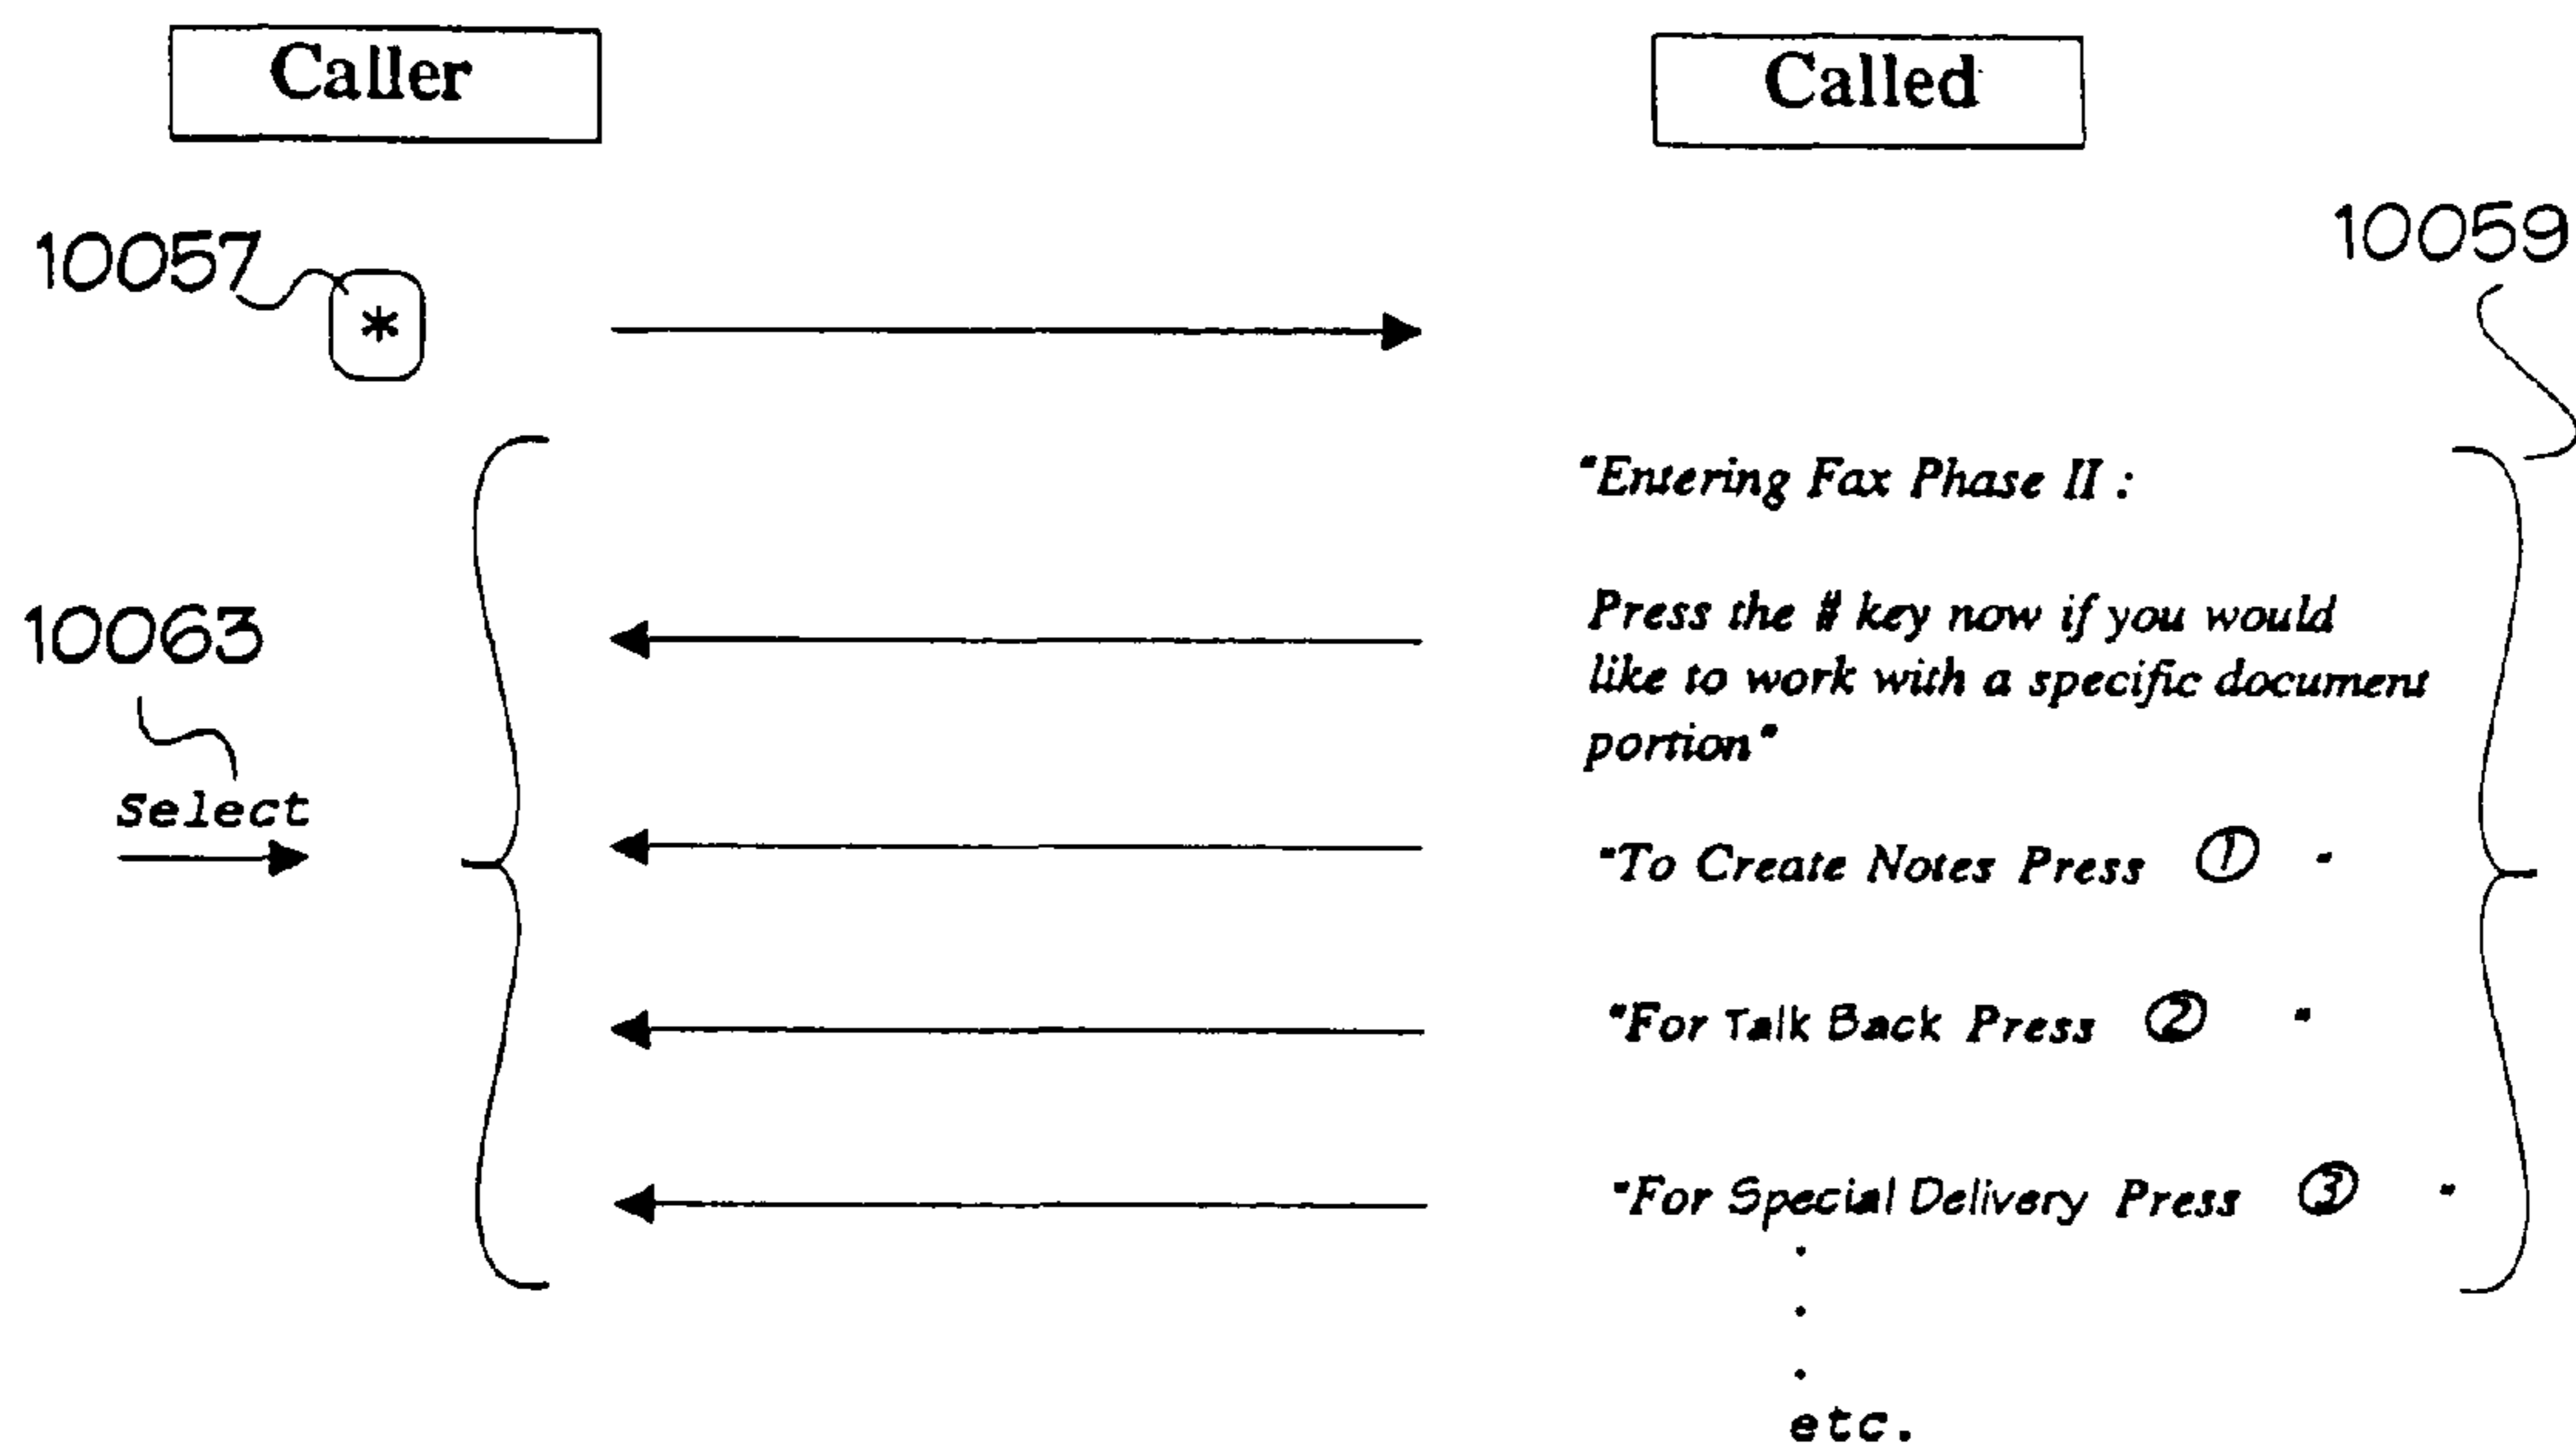 Caller
Called
10057
*
10059
"Entering Fax Phase II :
Press the # key now if you would
like to work with a specific document
portion"
10063
Select
"To Create Notes Press ① "
"For Talk Back Press ② "
"For Special Delivery Press ③ "
.
.
.
etc.